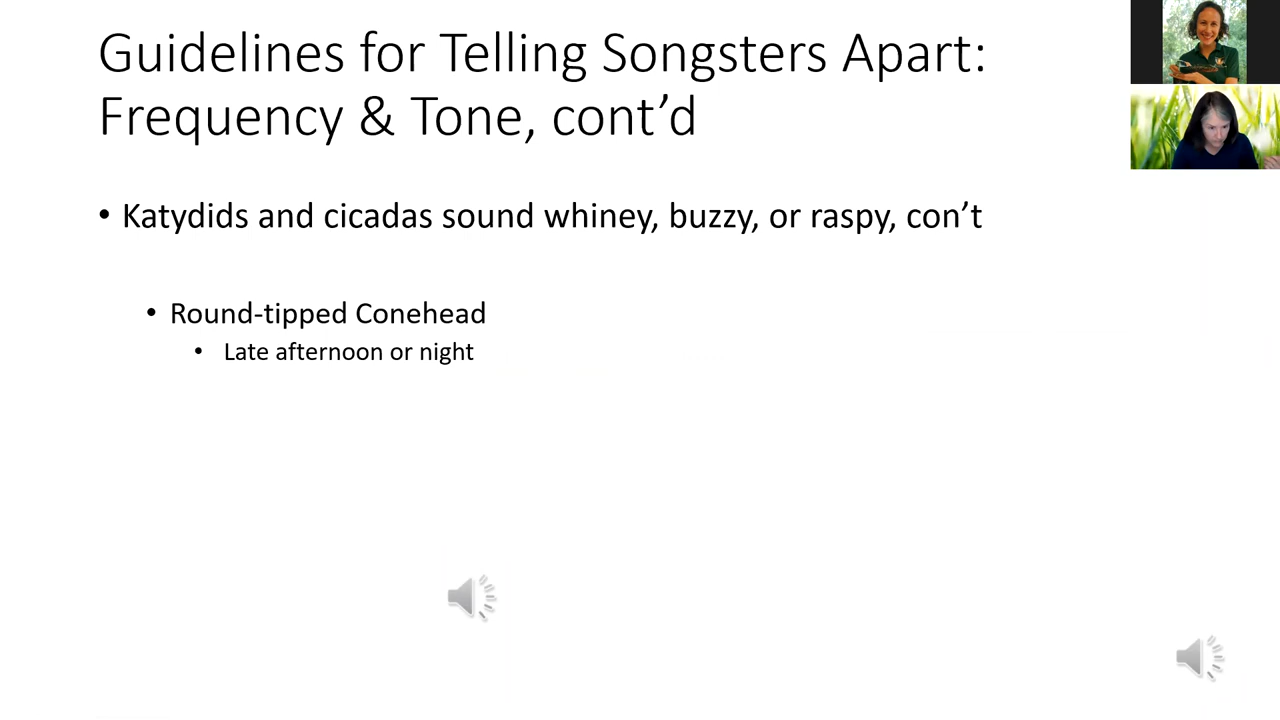 Guidelines for Telling Songsters Apart:
Frequency & Tone, cont’d
• Katydids and cicadas sound whiney, buzzy, or raspy, con’t
• Round-tipped Conehead
• Late afternoon or night